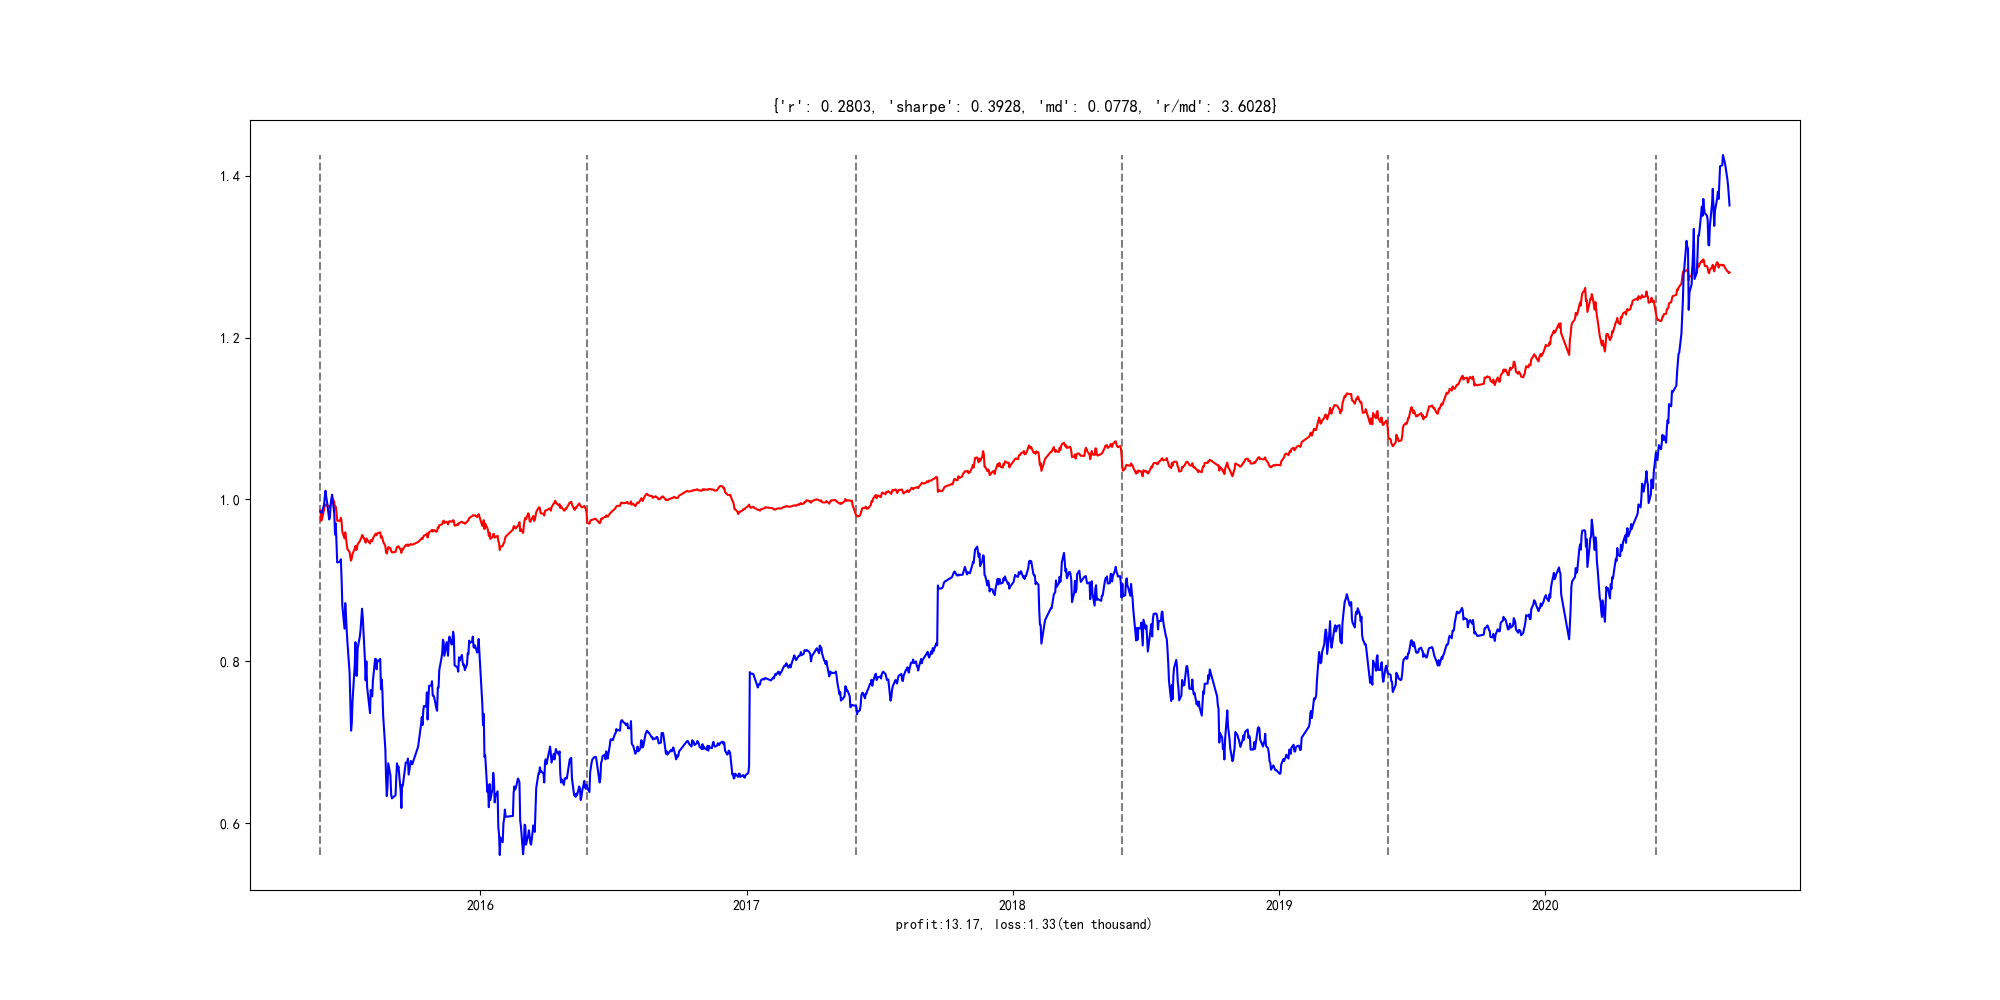 {'r': 0.2803, 'sharpe': 0.3928, 'md': 0.0778, 'r/md': 3.6028}
1.4
1.2
1.0
0.8
0.6
2016 2017 2018 2019 2020
profit:13.17, loss:1.33(ten thousand)